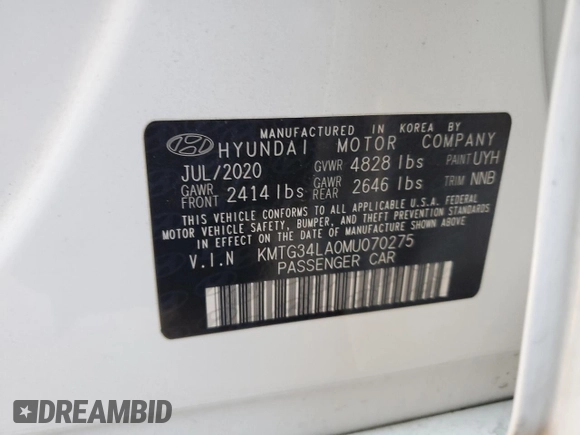 MANUFACTURED IN KOREA BY
HYUNDAI MOTOR COMPANY
JUL/2020 GVWR 4828 lbs PAINT UYH
GAWR FRONT 2414 lbs GAWR REAR 2646 lbs TRIM NNB
THIS VEHICLE CONFORMS TO ALL APPLICABLE U.S.A. FEDERAL
MOTOR VEHICLE SAFETY, BUMPER, AND THEFT PREVENTION
STANDARDS IN EFFECT ON THE DATE OF MANUFACTURE SHOWN ABOVE.
V.I.N KMTG34LA0MU070275
PASSENGER CAR
DREAMBID